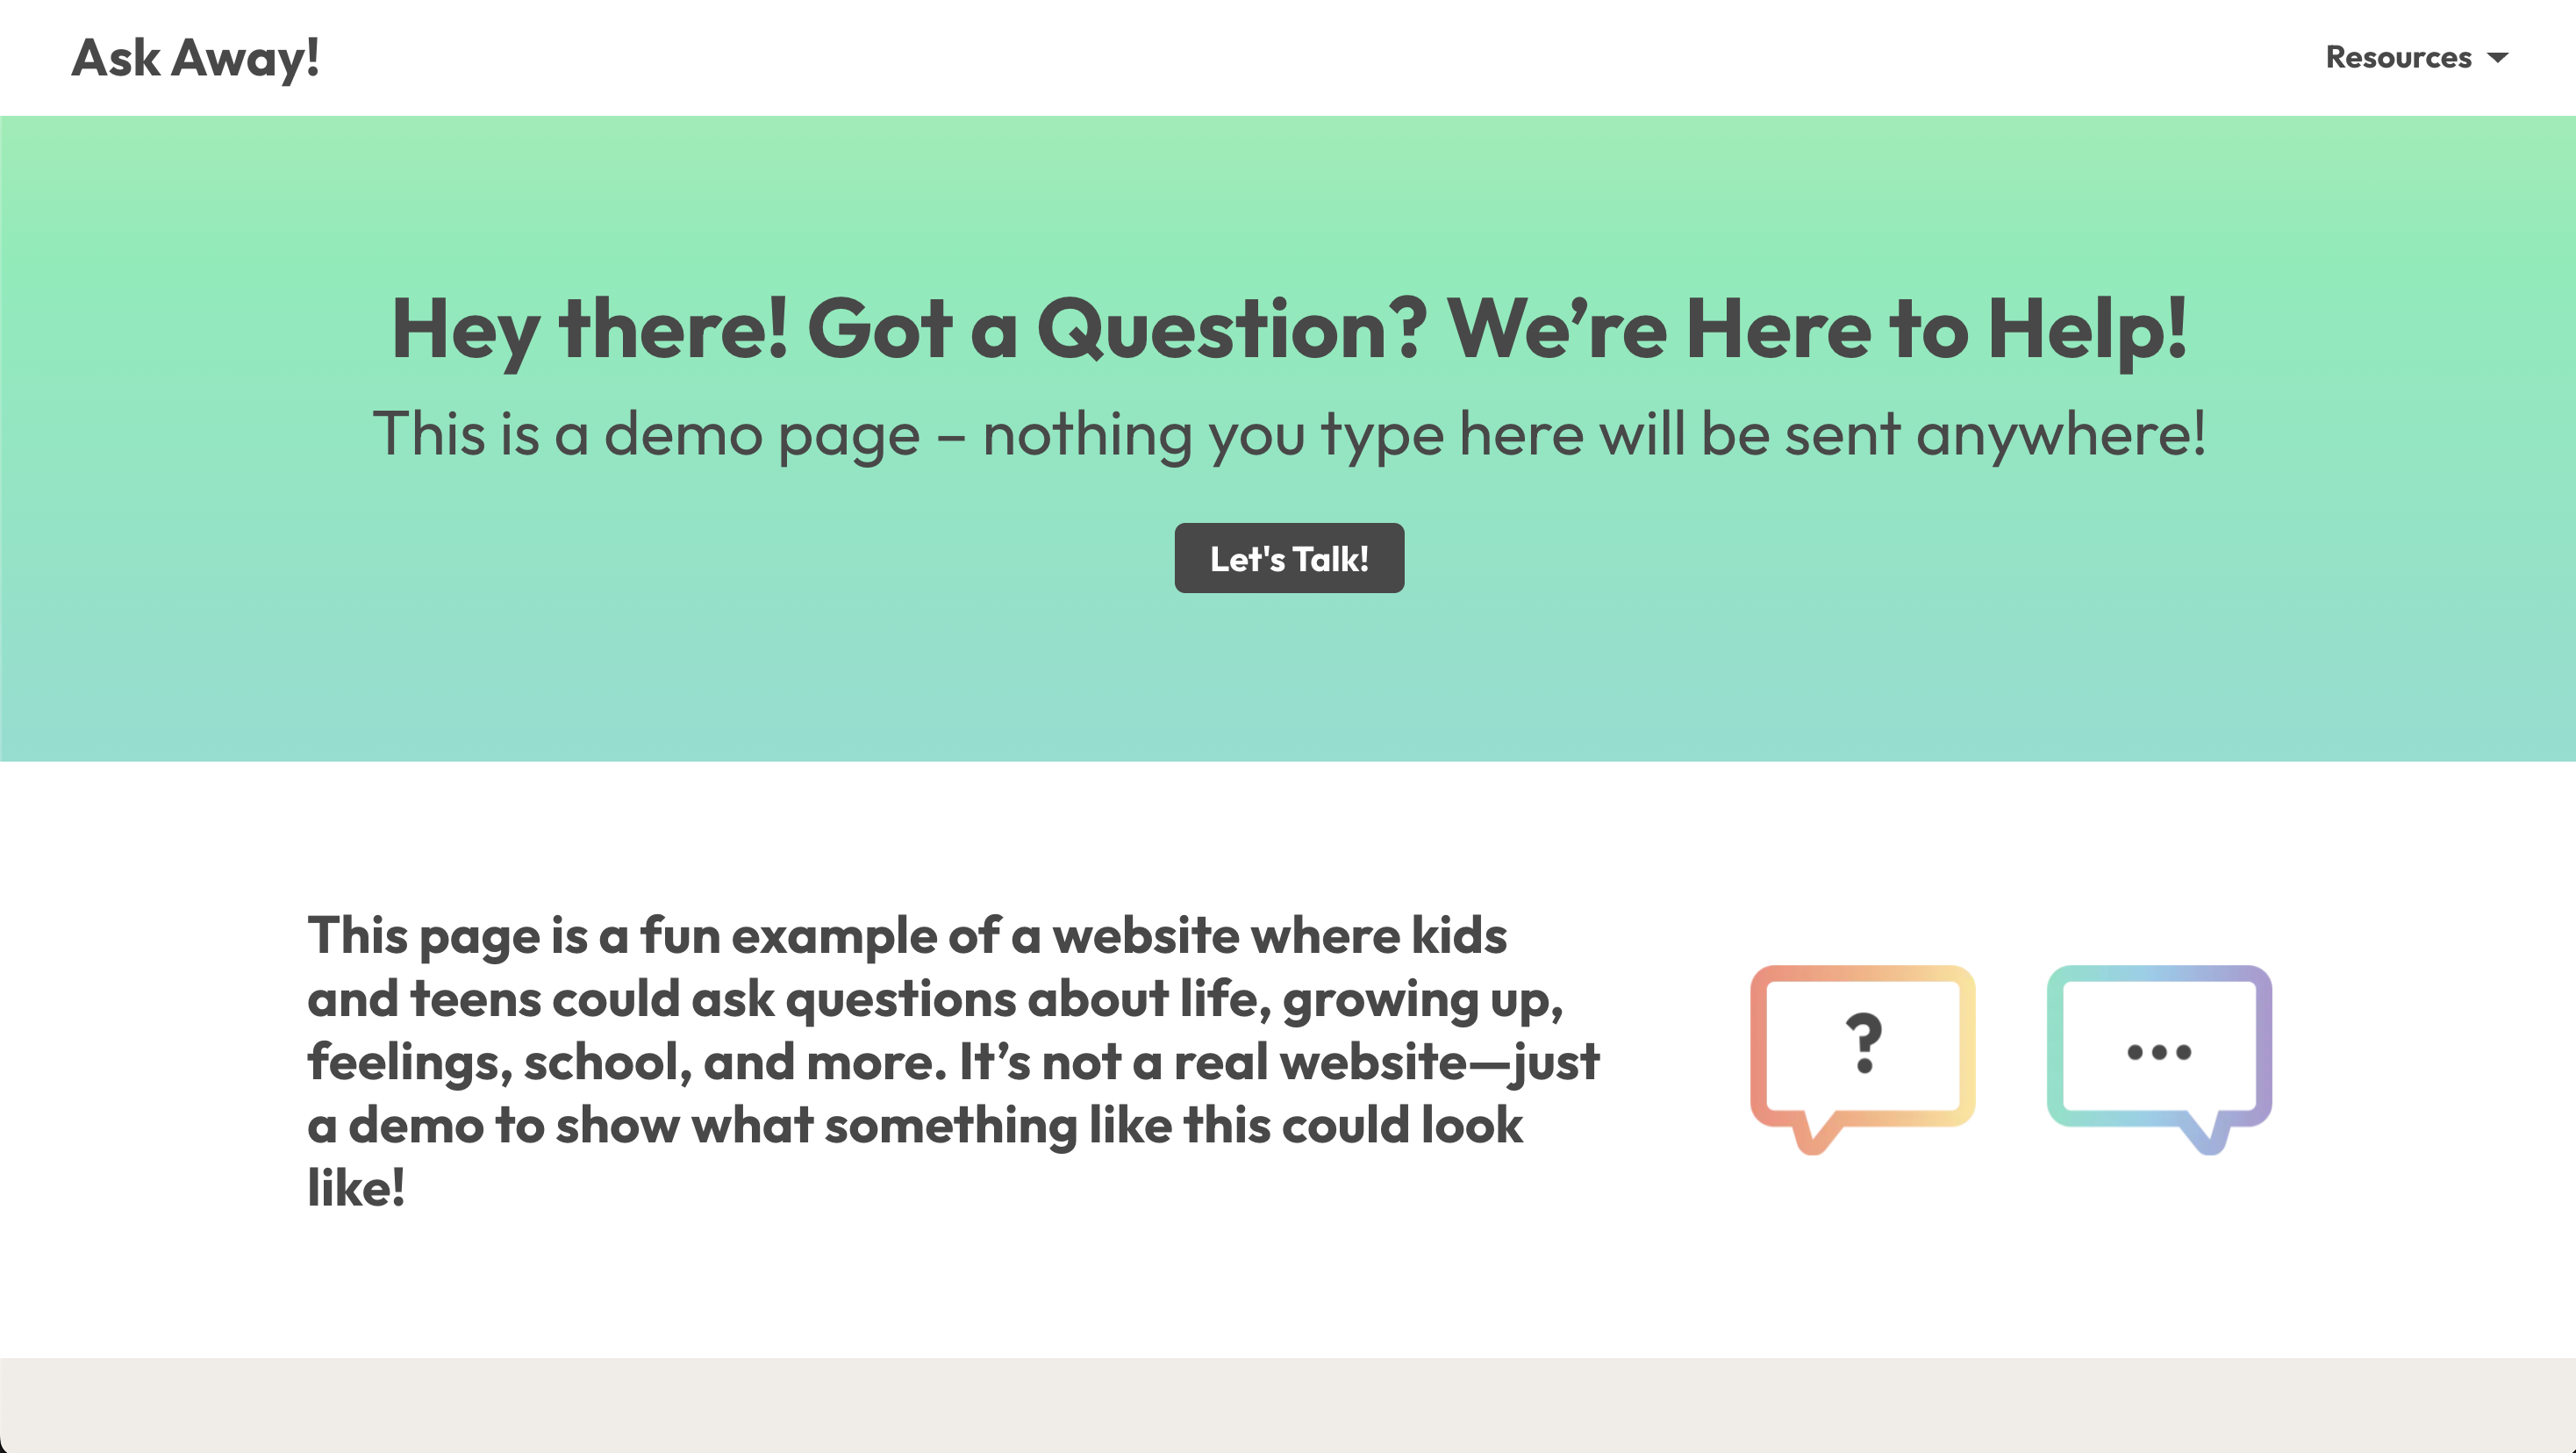 Ask Away!
Resources
Hey there! Got a Question? We’re Here to Help!
This is a demo page – nothing you type here will be sent anywhere!
Let's Talk!
This page is a fun example of a website where kids
and teens could ask questions about life, growing up,
feelings, school, and more. It’s not a real website—just
a demo to show what something like this could look
like!
?
...